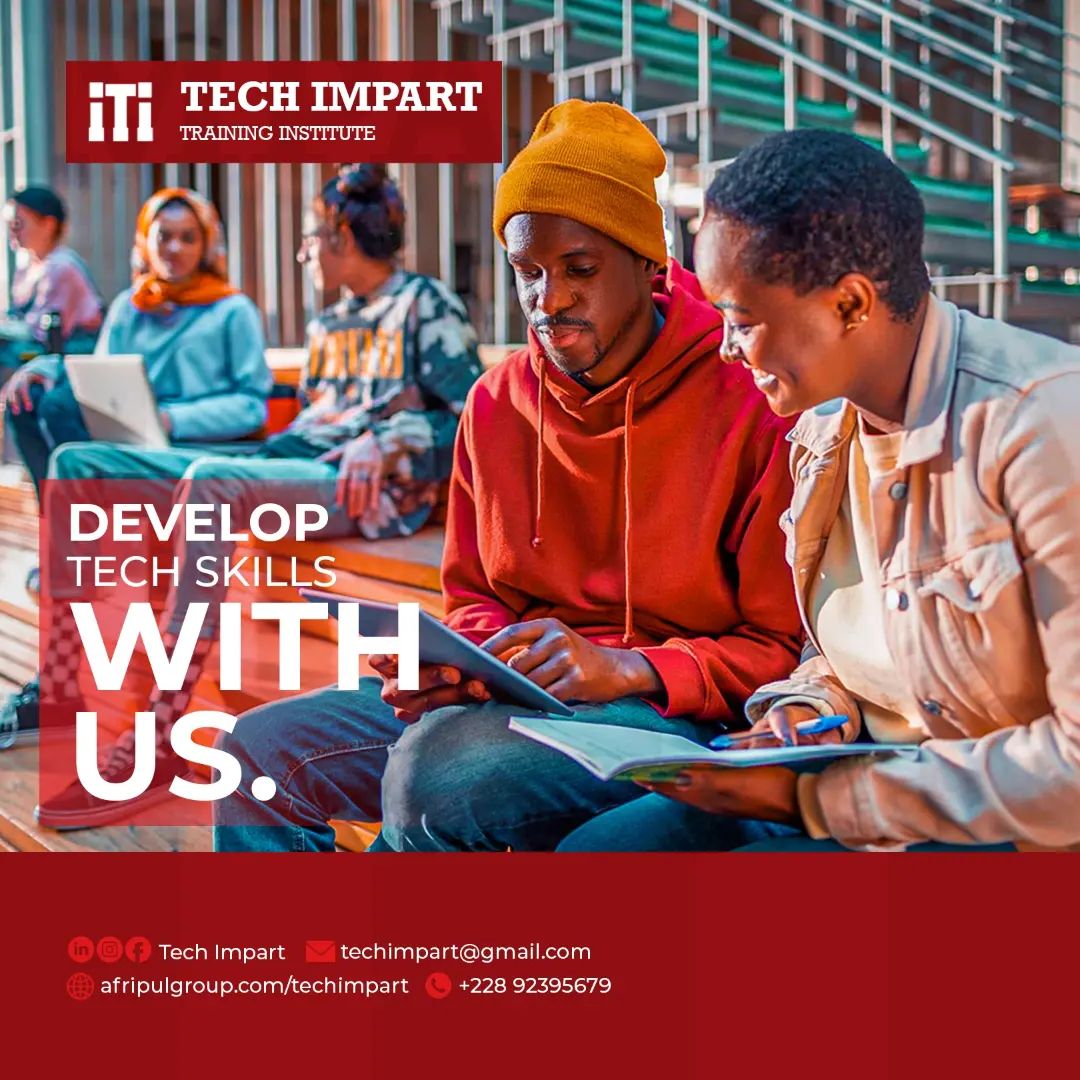 iTi TECH IMPART
TRAINING INSTITUTE
DEVELOP
TECH SKILLS
WITH
US.
in f Tech Impart techimpart@gmail.com
afripulgroup.com/techimpart +228 92395679